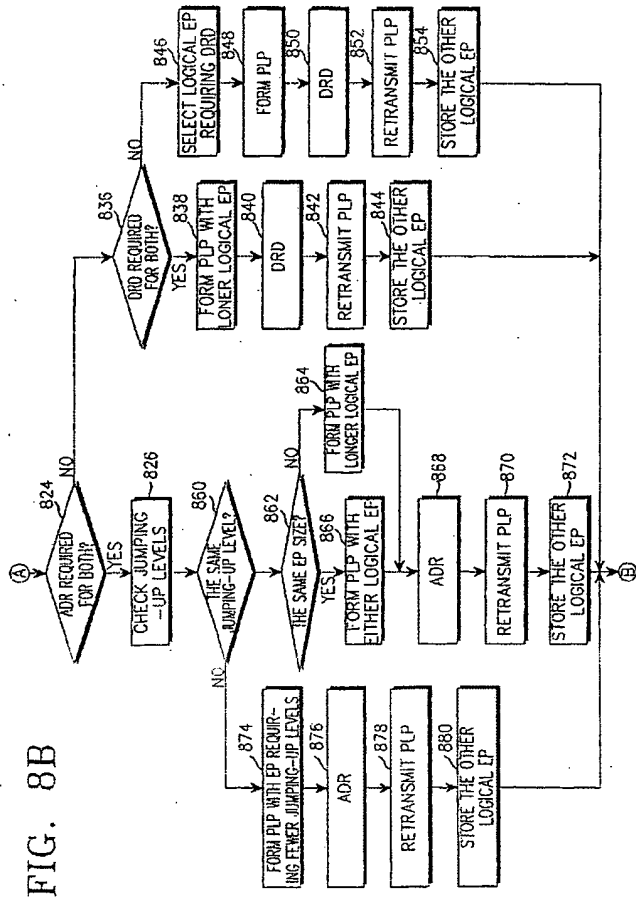 FIG. 8B
A
824
ADR REQUIRED
FOR BOTH?
NO
YES
826
CHECK JUMPING
-UP LEVELS
860
THE SAME
JUMPING-UP LEVEL?
NO
862
THE SAME EP SIZE?
NO
YES
864
FORM PLP WITH
LONGER LOGICAL EP
866
FORM PLP WITH
EITHER LOGICAL EP
868
ADR
870
RETRANSMIT PLP
872
STORE THE OTHER
LOGICAL EP
874
FORM PLP WITH EP REQUIR-
ING FEWER JUMPING-UP LEVELS
876
ADR
878
RETRANSMIT PLP
880
STORE THE OTHER
LOGICAL EP
836
DRD REQUIRED
FOR BOTH?
NO
YES
838
FORM PLP WITH
LONER LOGICAL EP
840
DRD
842
RETRANSMIT PLP
844
STORE THE OTHER
LOGICAL EP
846
SELECT LOGICAL EP
REQUIRING DRD
848
FORM PLP
850
DRD
852
RETRANSMIT PLP
854
STORE THE OTHER
LOGICAL EP
B